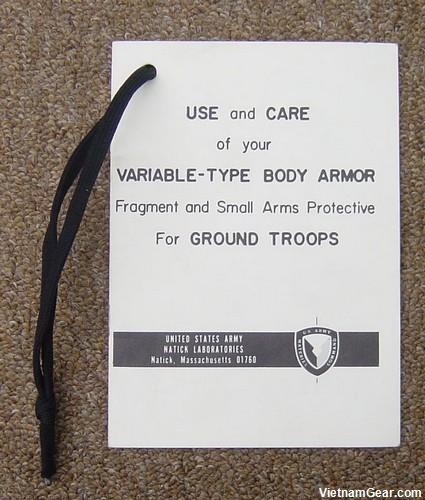 USE and CARE
of your
VARIABLE-TYPE BODY ARMOR
Fragment and Small Arms Protective
For GROUND TROOPS
UNITED STATES ARMY
NATICK LABORATORIES
Natick, Massachusetts 01760
U.S. ARMY
VietnamGear.com